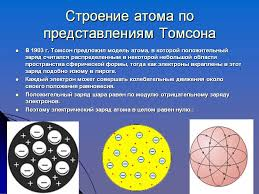 Строение атома по
представлениям Томсона
В 1903 г. Томсон предложил модель атома, в которой положительный
заряд считался распределенным в некоторой небольшой области
пространства сферической формы, тогда как электроны вкраплены в этот
заряд подобно изюму в пироге.
Каждый электрон может совершать колебательные движения около
своего положения равновесия.
Положительный заряд шара равен по модулю отрицательному заряду
электронов.
Поэтому электрический заряд атома в целом равен нулю.: